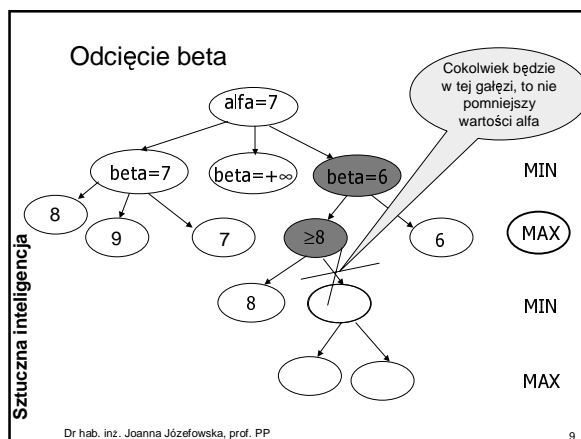 Odcięcie beta
Cokolwiek będzie
w tej gałęzi, to nie
pomniejszy
wartości alfa
alfa=7
beta=7
beta=+∞
beta=6
MIN
8
9
7
≥8
6
MAX
8
MIN
MAX
Sztuczna inteligencja
Dr hab. inż. Joanna Józefowska, prof. PP
9